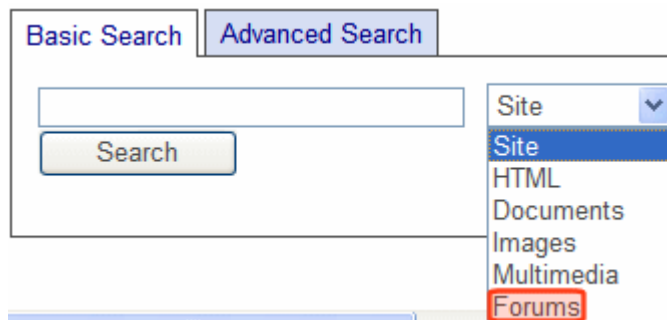 Basic Search Advanced Search
Site
Search
Site
HTML
Documents
Images
Multimedia
Forums